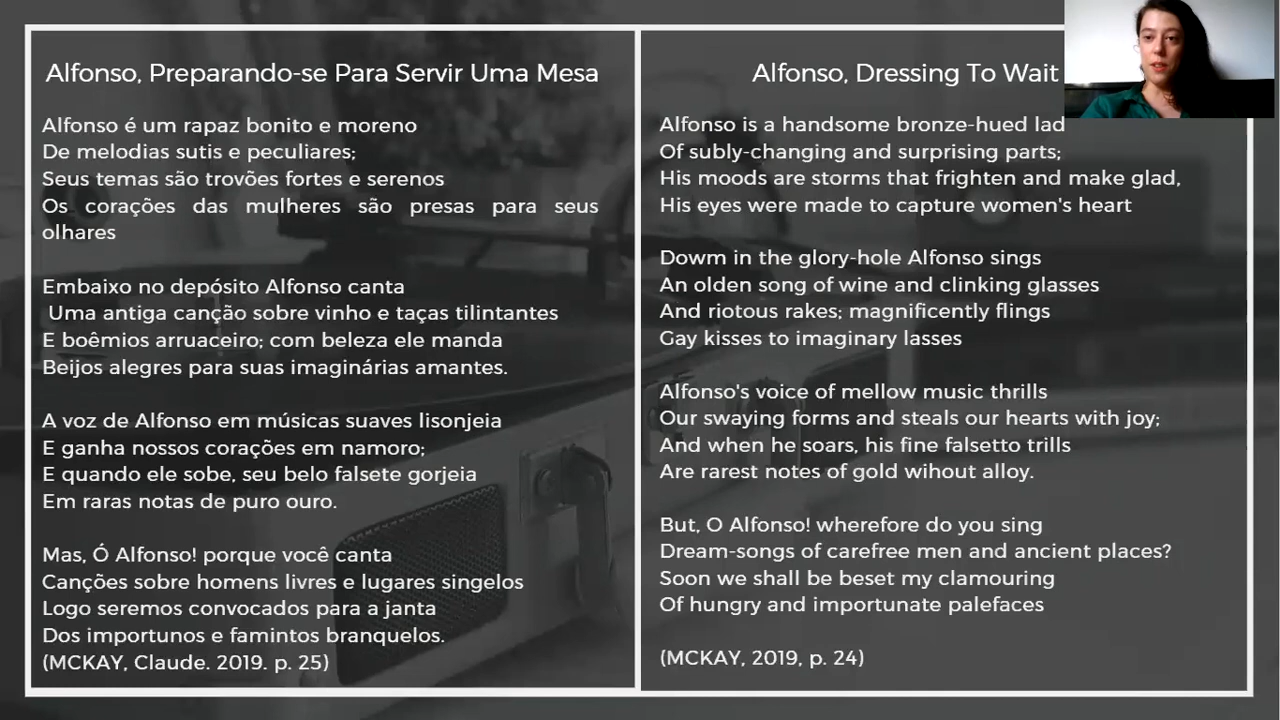 Alfonso, Preparando-se Para Servir Uma Mesa
Alfonso é um rapaz bonito e moreno
De melodias sutis e peculiares;
Seus temas são trovões fortes e serenos
Os corações das mulheres são presas para seus
olhares
Embaixo no depósito Alfonso canta
Uma antiga canção sobre vinho e taças tilintantes
E boêmios arruaceiro; com beleza ele manda
Beijos alegres para suas imaginárias amantes.
A voz de Alfonso em músicas suaves lisonjeia
E ganha nossos corações em namoro;
E quando ele sobe, seu belo falsete gorjeia
Em raras notas de puro ouro.
Mas, Ó Alfonso! porque você canta
Canções sobre homens livres e lugares singelos
Logo seremos convocados para a janta
Dos importunos e famintos branquelos.
(MCKAY, Claude. 2019. p. 25)
Alfonso, Dressing To Wait
Alfonso is a handsome bronze-hued lad
Of subly-changing and surprising parts;
His moods are storms that frighten and make glad,
His eyes were made to capture women's heart
Dowm in the glory-hole Alfonso sings
An olden song of wine and clinking glasses
And riotous rakes; magnificently flings
Gay kisses to imaginary lasses
Alfonso's voice of mellow music thrills
Our swaying forms and steals our hearts with joy;
And when he soars, his fine falsetto trills
Are rarest notes of gold wihout alloy.
But, O Alfonso! wherefore do you sing
Dream-songs of carefree men and ancient places?
Soon we shall be beset my clamouring
Of hungry and importunate palefaces
(MCKAY, 2019, p. 24)